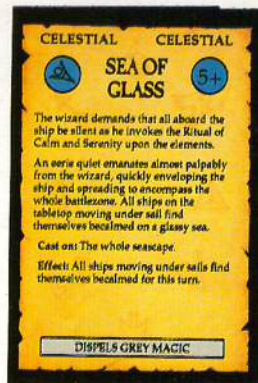 CELESTIAL CELESTIAL
SEA OF
GLASS
5+
The wizard demands that all aboard the
ship be silent as he invokes the Ritual of
Calm and Serenity upon the elements.
An eerie quiet emanates almost palpably
from the wizard, quickly enveloping the
ship and spreading to encompass the
whole battlezone. All ships on the
tabletop moving under sail find
themselves becalmed on a glassy sea.
Cast on: The whole seascape.
Effect: All ships moving under sails find
themselves becalmed for this turn.
DISPELS GREY MAGIC